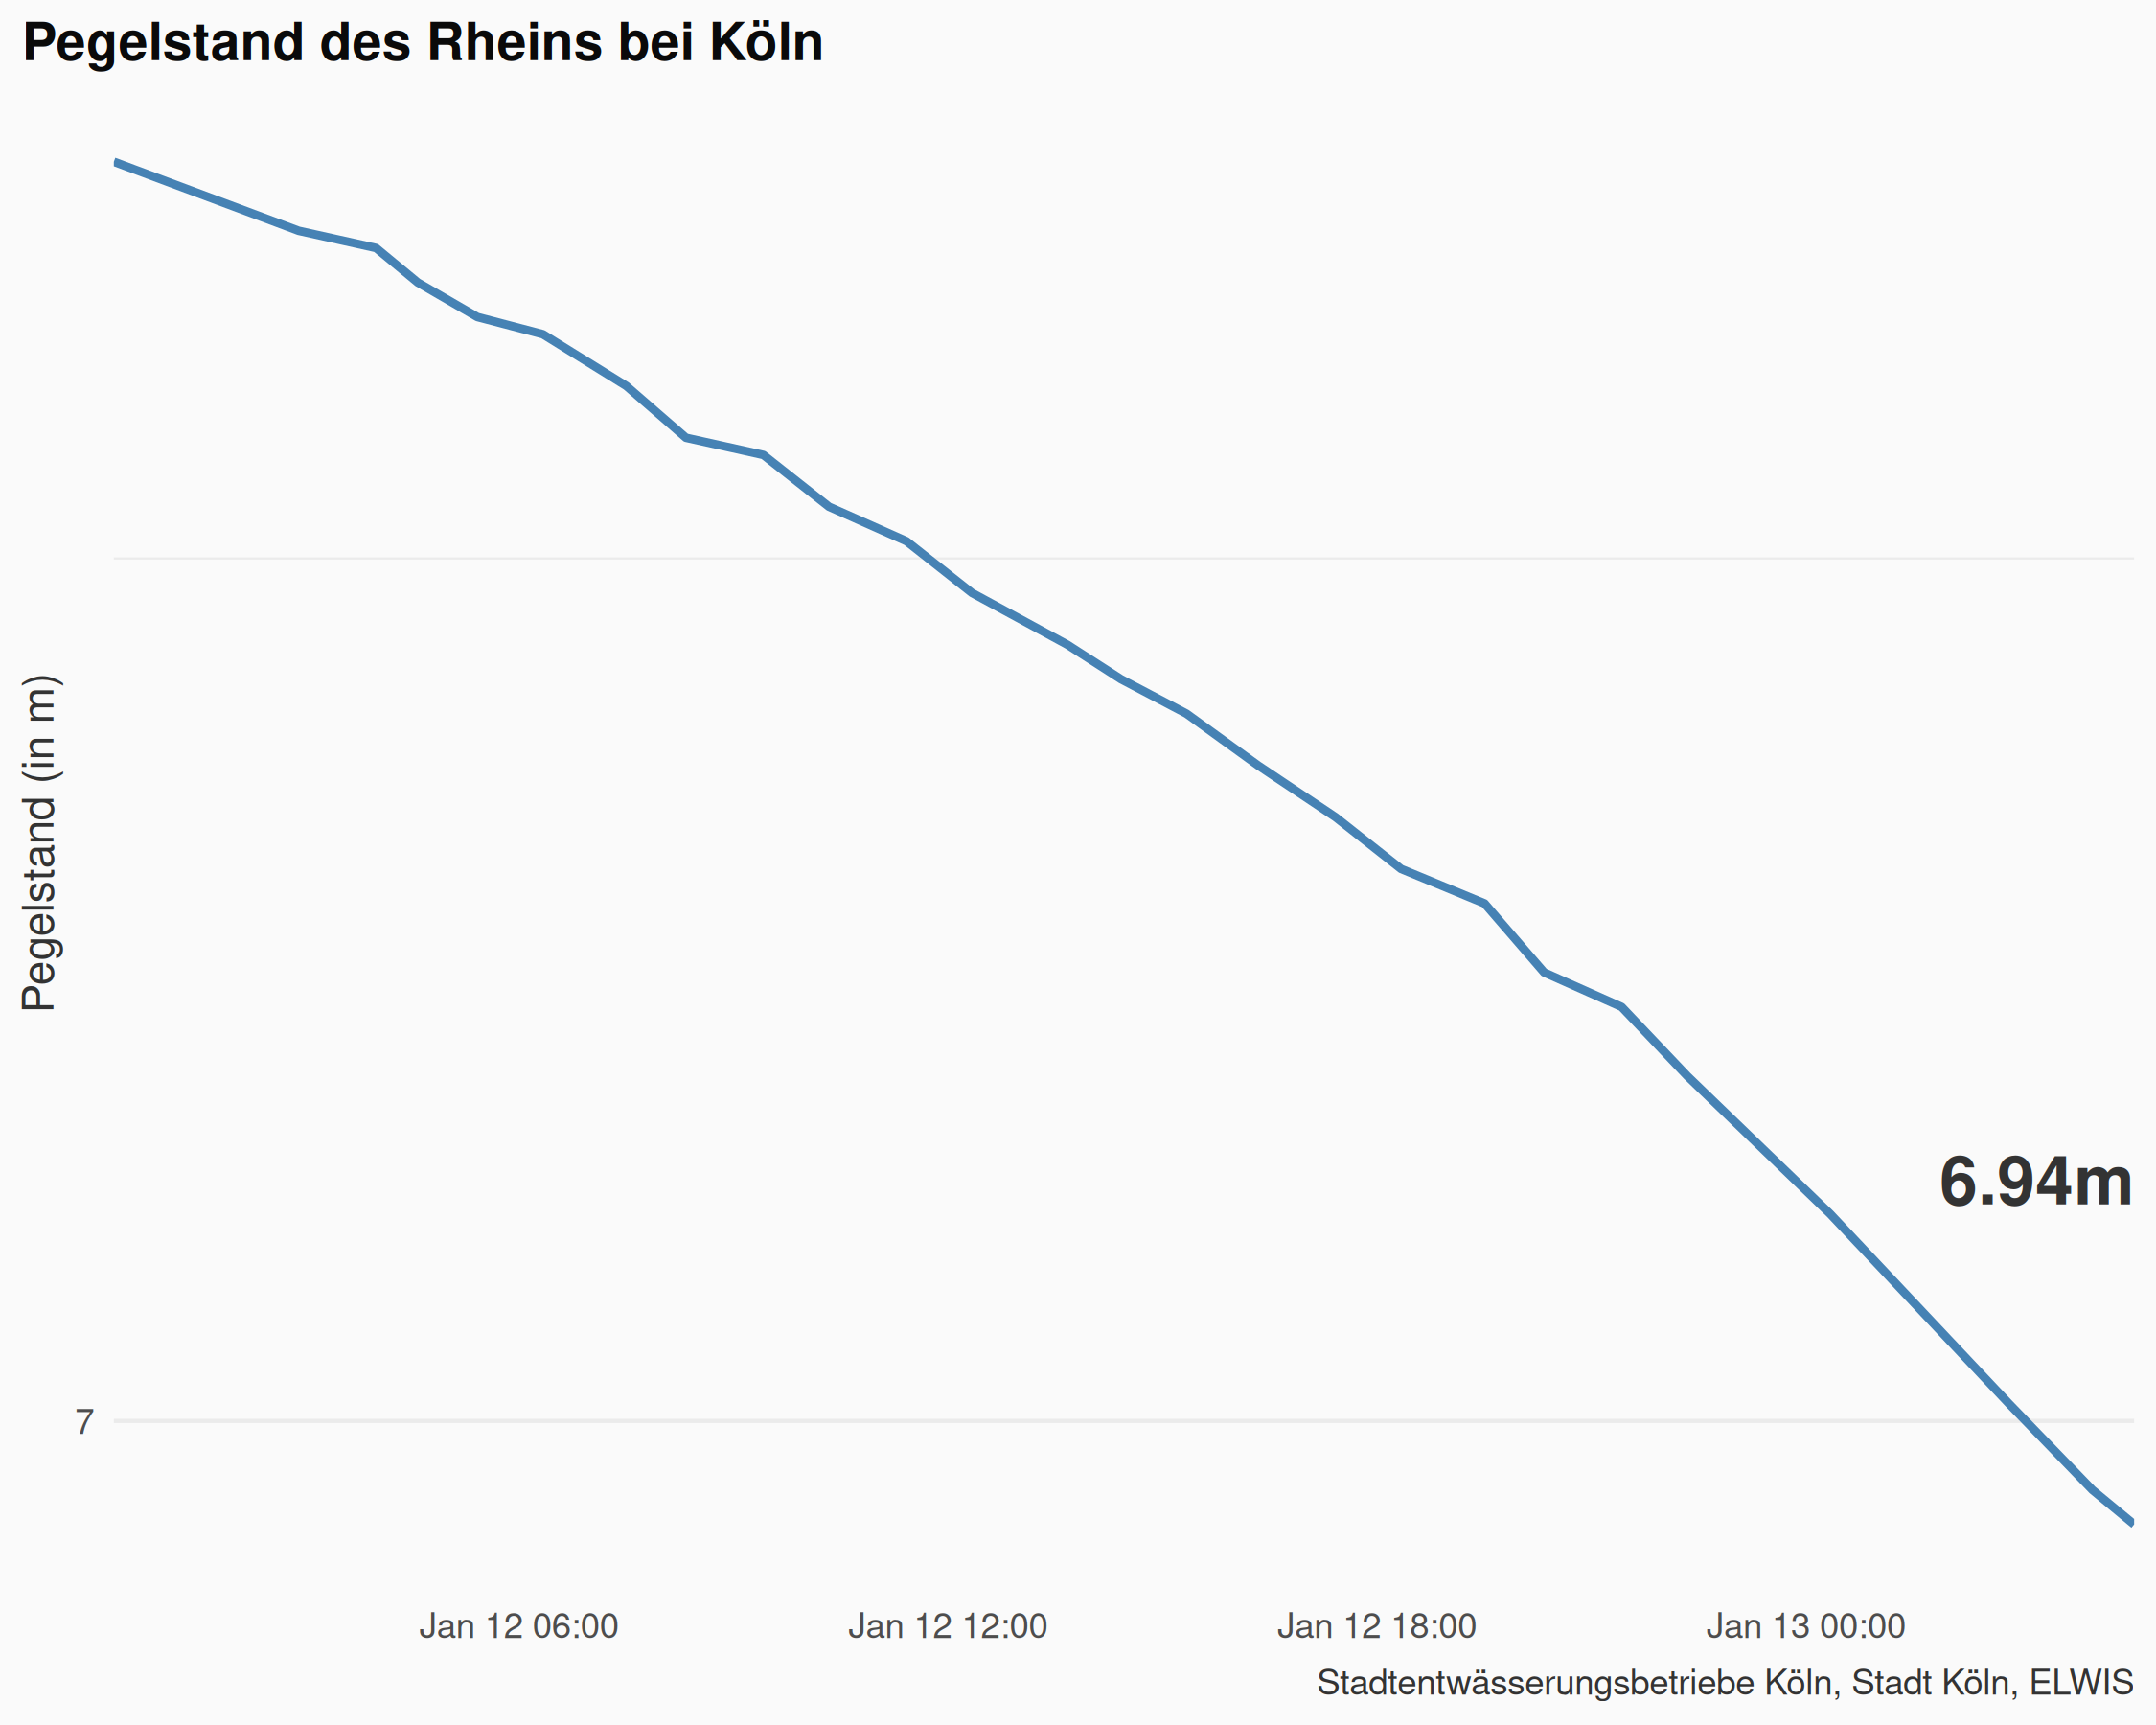 Pegelstand des Rheins bei Köln
Pegelstand (in m)
6.94m
7
Jan 12 06:00
Jan 12 12:00
Jan 12 18:00
Jan 13 00:00
Stadtentwässerungsbetriebe Köln, Stadt Köln, ELWIS